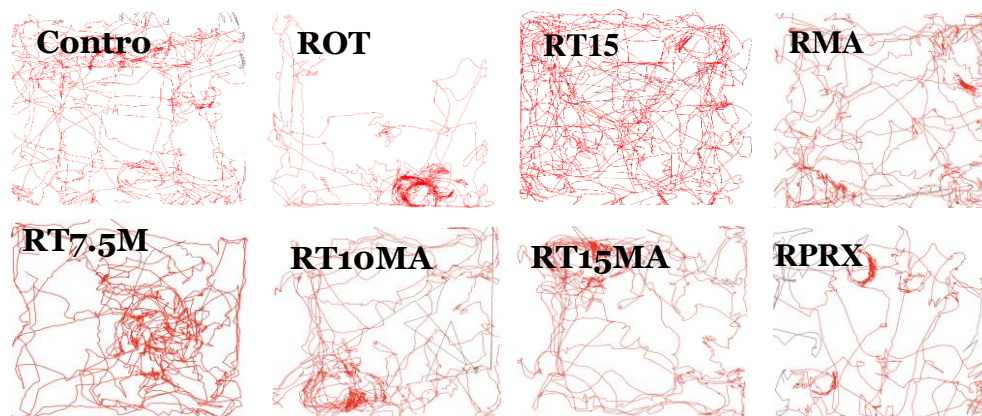 Contro
ROT
RT15
RMA
RT7.5M
RT10MA
RT15MA
RPRX